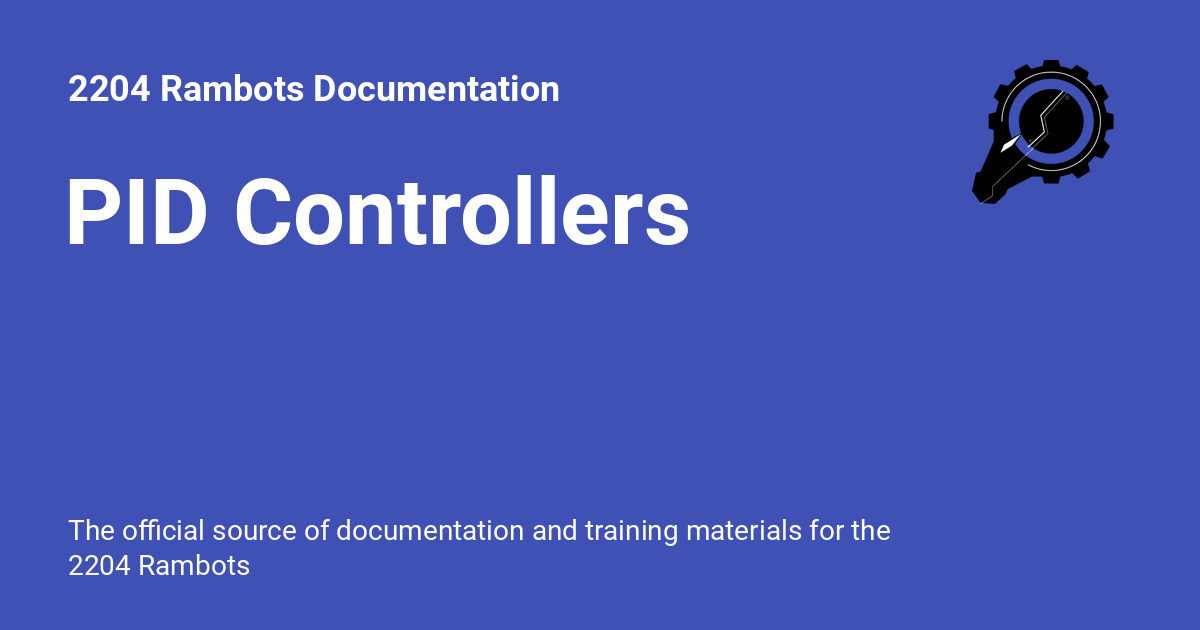 2204 Rambots Documentation
PID Controllers
The official source of documentation and training materials for the
2204 Rambots